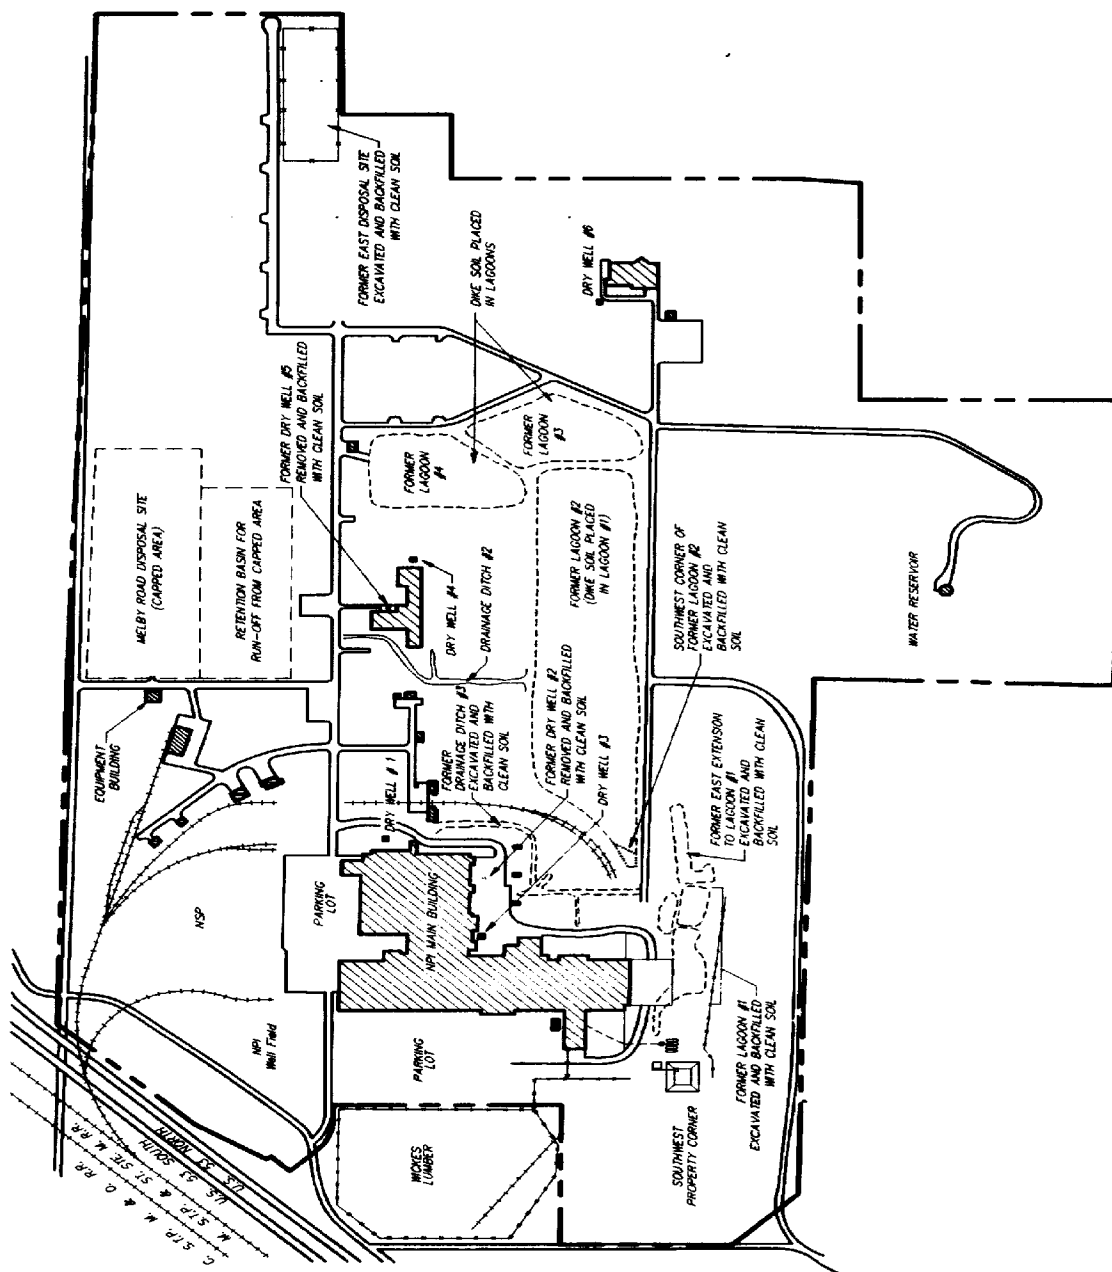 FORMER EAST DISPOSAL SITE
EXCAVATED AND BACKFILLED
WITH CLEAN SOIL
DIKE SOIL PLACED
IN LAGOONS
DRY WELL #6
FORMER DRY WELL #5
REMOVED AND BACKFILLED
WITH CLEAN SOIL
FORMER
LAGOON
#3
FORMER
LAGOON
#4
MELBY ROAD DISPOSAL SITE
(CAPPED AREA)
RETENTION BASIN FOR
RUN-OFF FROM CAPPED AREA
DRY WELL #4
DRAINAGE DITCH #2
FORMER LAGOON #2
(DIKE SOIL PLACED
IN LAGOON #1)
SOUTHWEST CORNER OF
FORMER LAGOON #2
EXCAVATED AND
BACKFILLED WITH CLEAN
SOIL
WATER RESERVOIR
EQUIPMENT
BUILDING
DRY WELL # 1
FORMER
DRAINAGE DITCH #3
EXCAVATED AND
BACKFILLED WITH
CLEAN SOIL
FORMER DRY WELL #2
REMOVED AND BACKFILLED
WITH CLEAN SOIL
DRY WELL #3
FORMER EAST EXTENSION
TO LAGOON #1
EXCAVATED AND
BACKFILLED WITH CLEAN
SOIL
NSP
PARKING
LOT
NPI MAIN BUILDING
NPI
Well Field
PARKING
LOT
FORMER LAGOON #1
EXCAVATED AND BACKFILLED
WITH CLEAN SOIL
WICKES
LUMBER
SOUTHWEST
PROPERTY CORNER
U.S. 53 NORTH
U.S. 53 SOUTH
M. S.T.P. & ST. STE. M. R.R.
C. S.T.P. M. & O. R.R.